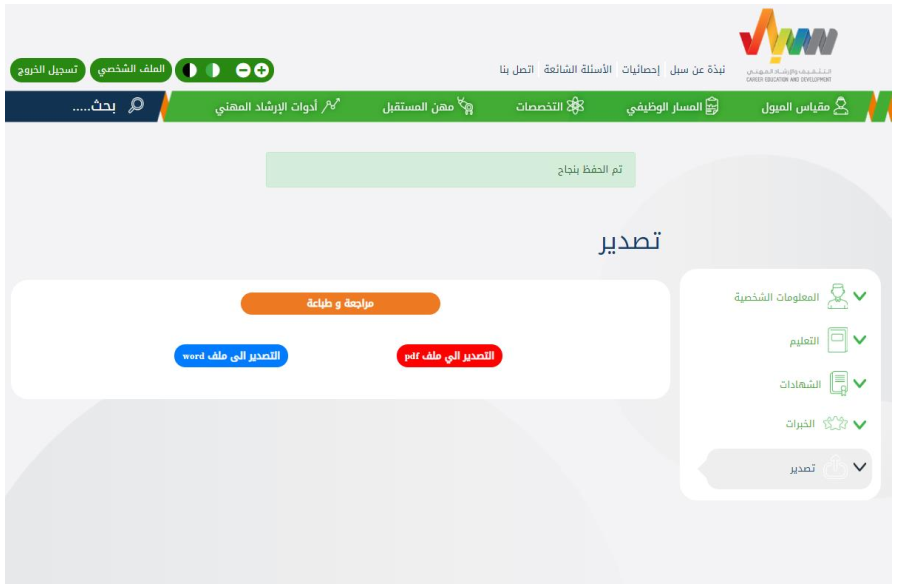 التثقيف والإرشاد المهني
CAREER EDUCATION AND DEVELOPMENT
نبذة عن سبل إحصائيات الأسئلة الشائعة اتصل بنا
الملف الشخصي تسجيل الخروج
مقياس الميول المسار الوظيفي التخصصات مهن المستقبل أدوات الإرشاد المهني بحث.....
تم الحفظ بنجاح
تصدير
المعلومات الشخصية
التعليم
الشهادات
الخبرات
تصدير
مراجعة و طباعة
التصدير الي ملف pdf
التصدير الى ملف word